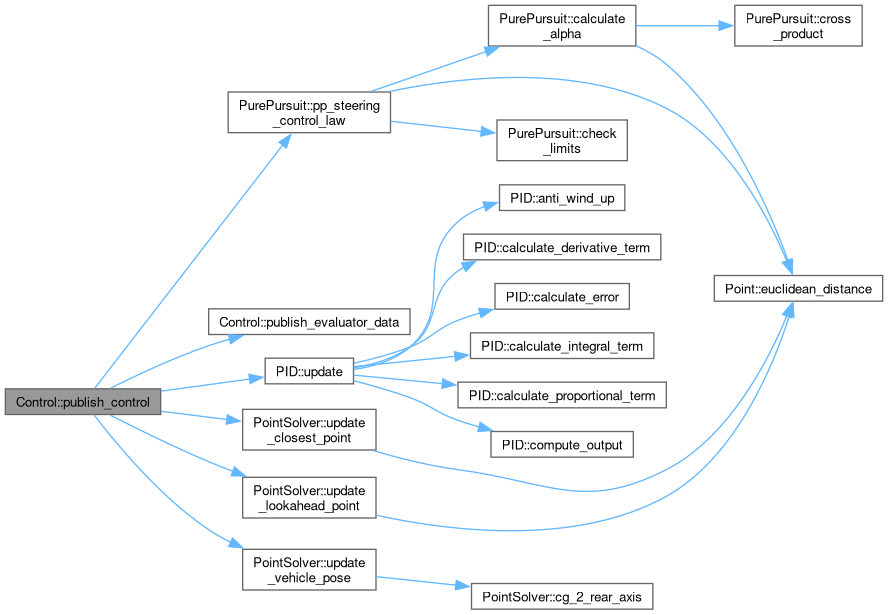 PurePursuit::calculate
_alpha
PurePursuit::cross
_product
PurePursuit::pp_steering
_control_law
PurePursuit::check
_limits
PID::anti_wind_up
PID::calculate_derivative_term
Point::euclidean_distance
PID::calculate_error
Control::publish_evaluator_data
PID::calculate_integral_term
PID::update
PID::calculate_proportional_term
Control::publish_control
PointSolver::update
_closest_point
PID::compute_output
PointSolver::update
_lookahead_point
PointSolver::update
_vehicle_pose
PointSolver::cg_2_rear_axis